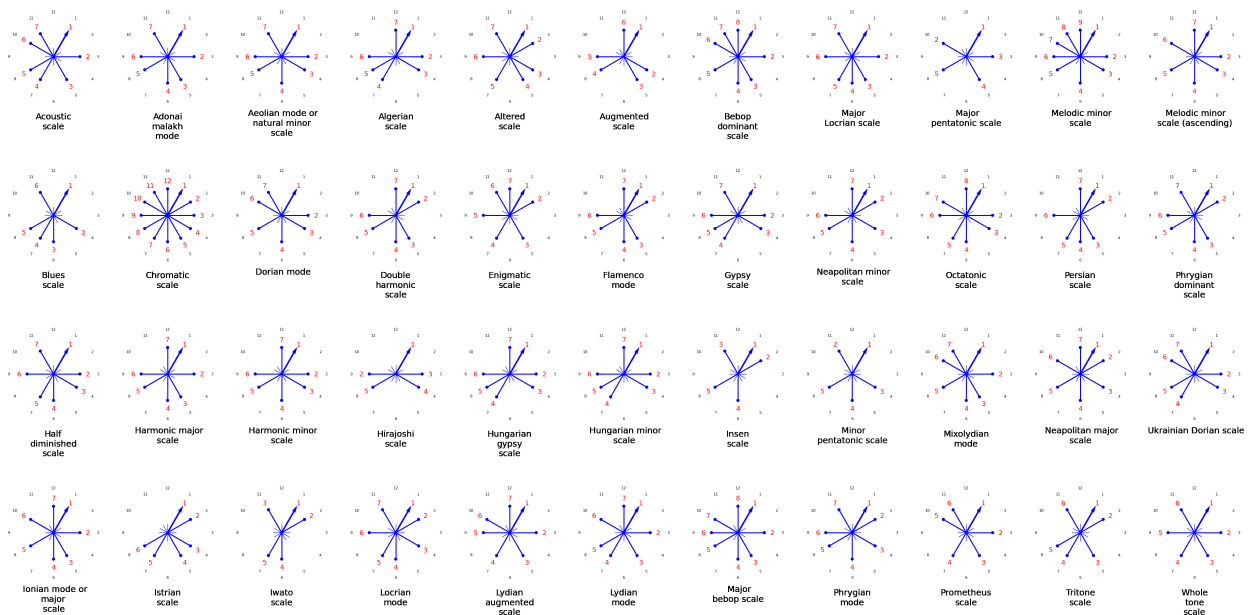 Acoustic
scale
Adonai
malakh
mode
Aeolian mode or
natural minor
scale
Algerian
scale
Altered
scale
Augmented
scale
Bebop
dominant
scale
Major
Locrian scale
Major
pentatonic scale
Melodic minor
scale
Melodic minor
scale (ascending)
Blues
scale
Chromatic
scale
Dorian mode
Double
harmonic
scale
Enigmatic
scale
Flamenco
mode
Gypsy
scale
Neapolitan minor
scale
Octatonic
scale
Persian
scale
Phrygian
dominant
scale
Half
diminished
scale
Harmonic major
scale
Harmonic minor
scale
Hirajoshi
scale
Hungarian
gypsy
scale
Hungarian minor
scale
Insen
scale
Minor
pentatonic scale
Mixolydian
mode
Neapolitan major
scale
Ukrainian Dorian scale
Ionian mode or
major
scale
Istrian
scale
Iwato
scale
Locrian
mode
Lydian
augmented
scale
Lydian
mode
Major
bebop scale
Phrygian
mode
Prometheus
scale
Tritone
scale
Whole
tone
scale